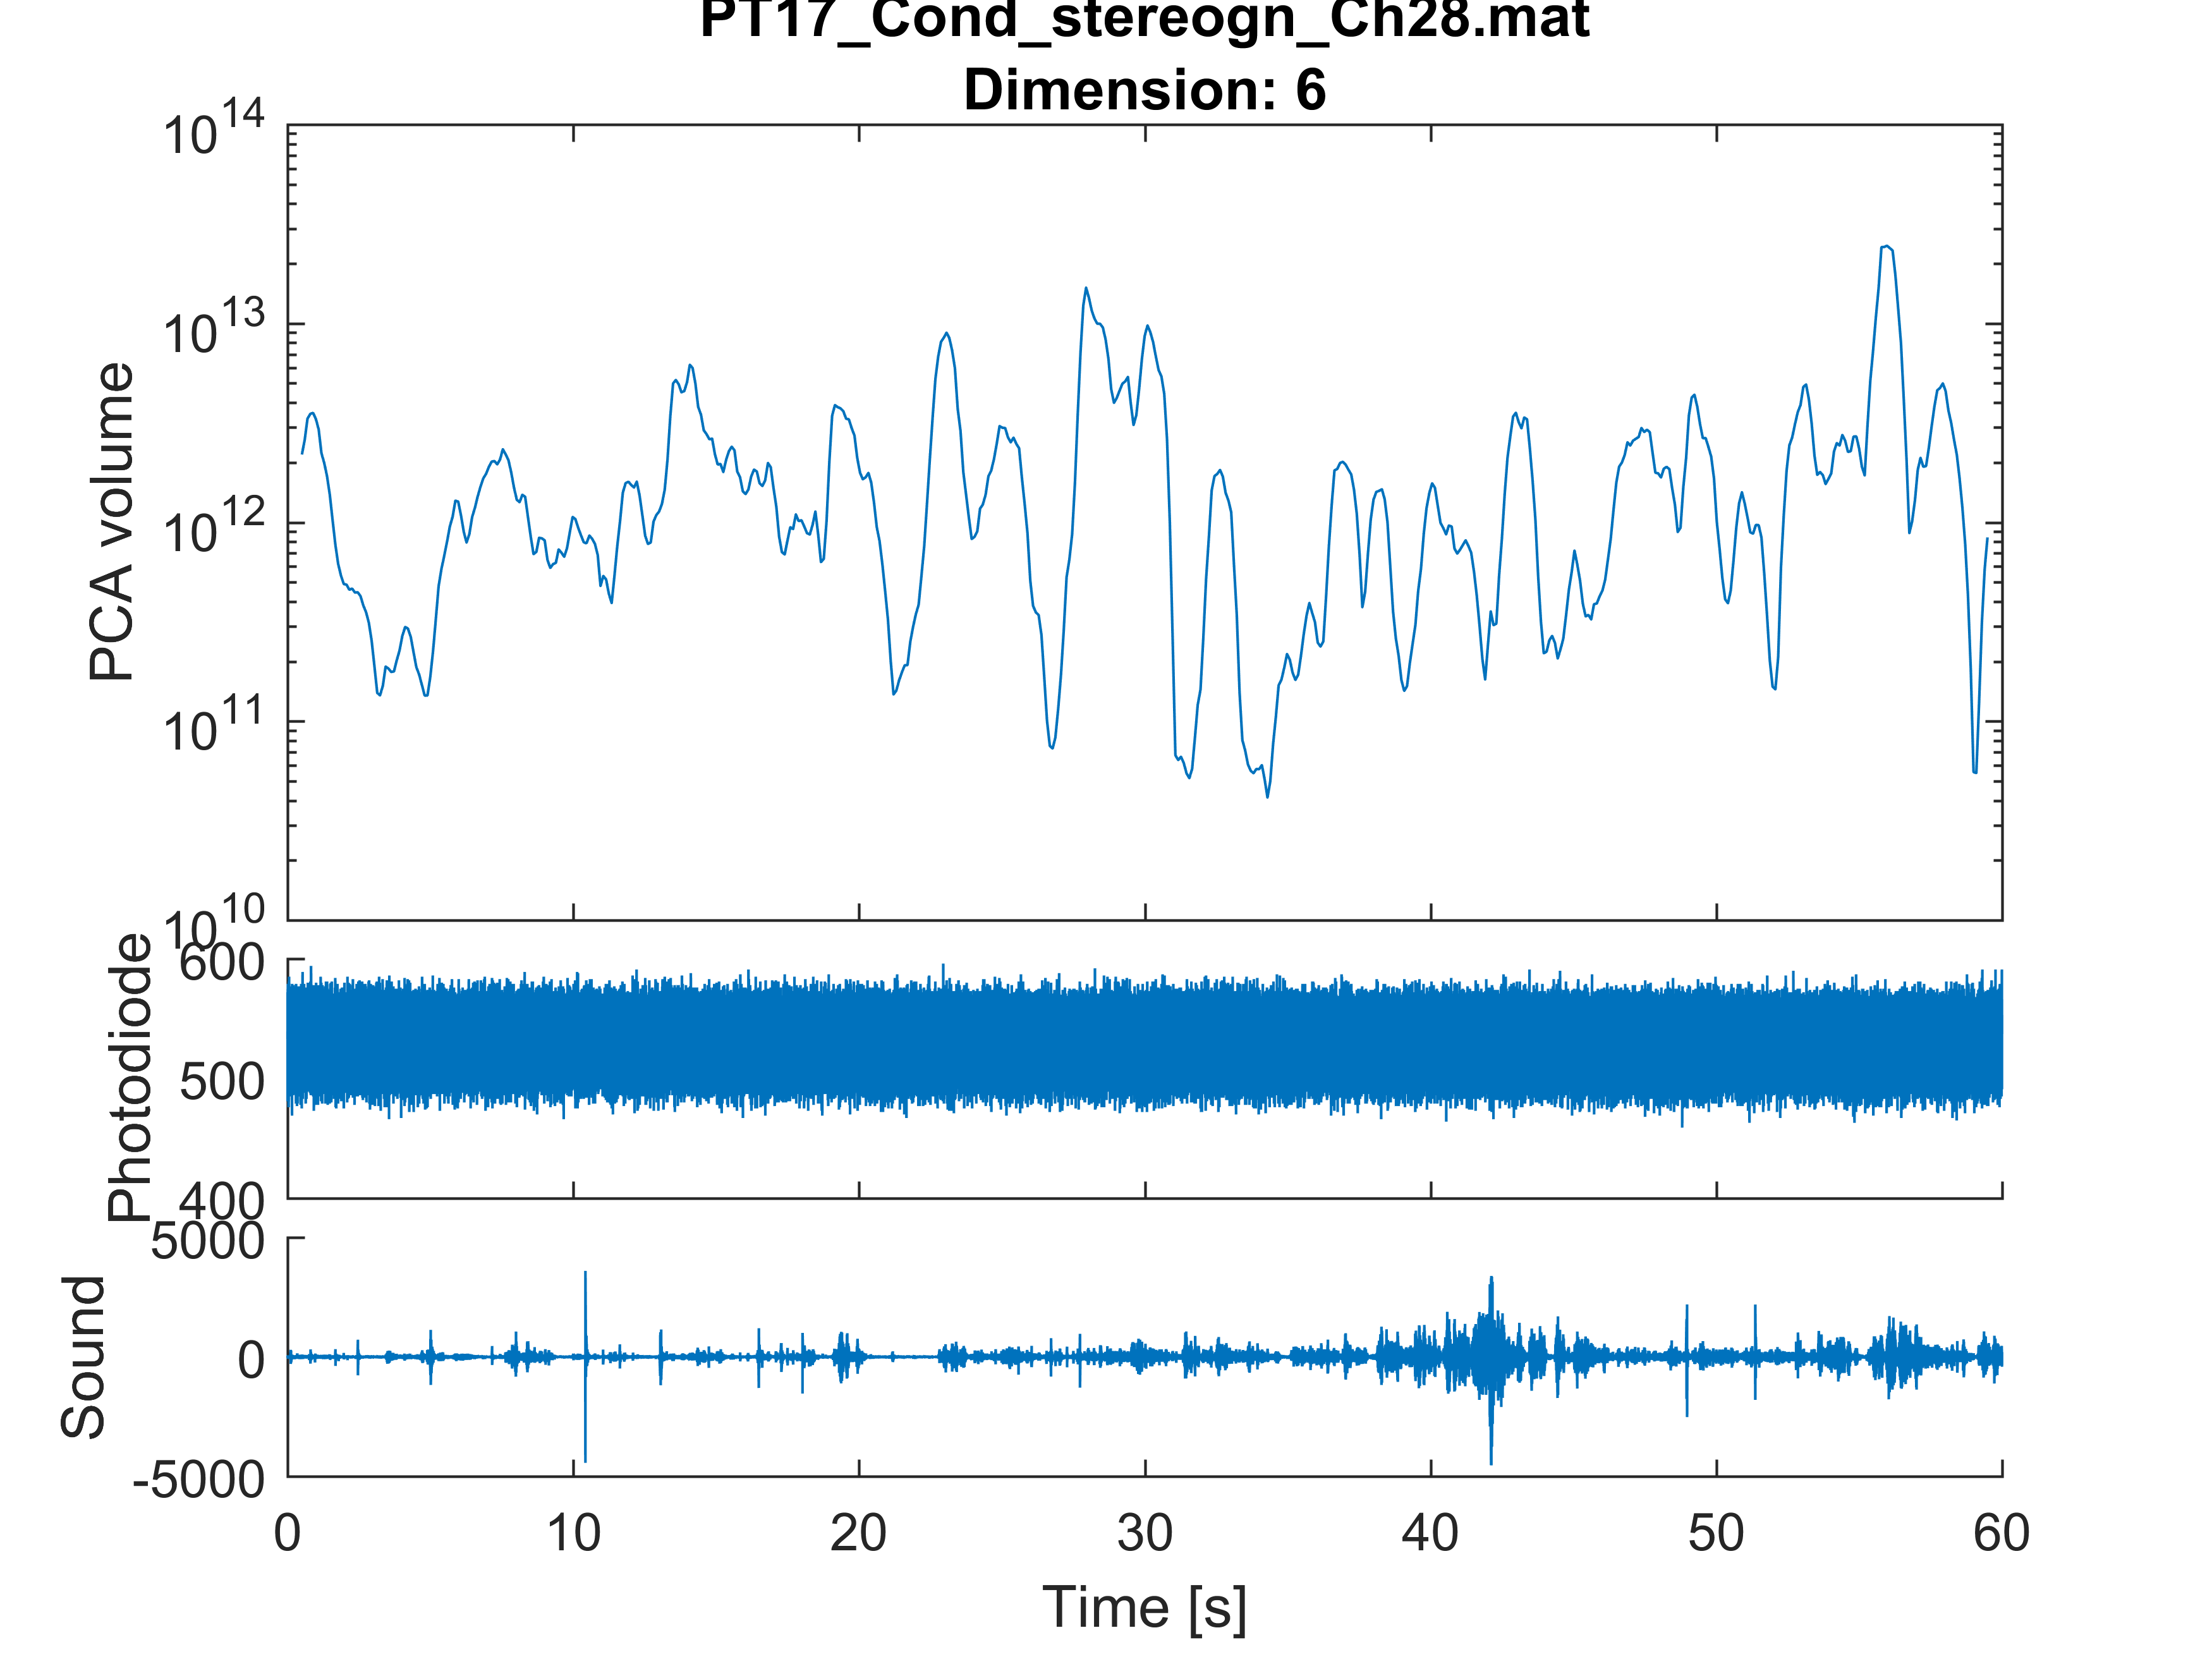 PT17_Cond_stereogn_Ch28.mat
Dimension: 6
10^14
10^13
10^12
10^11
10^10
PCA volume
600
500
400
Photodiode
5000
0
-5000
Sound
0 10 20 30 40 50 60
Time [s]